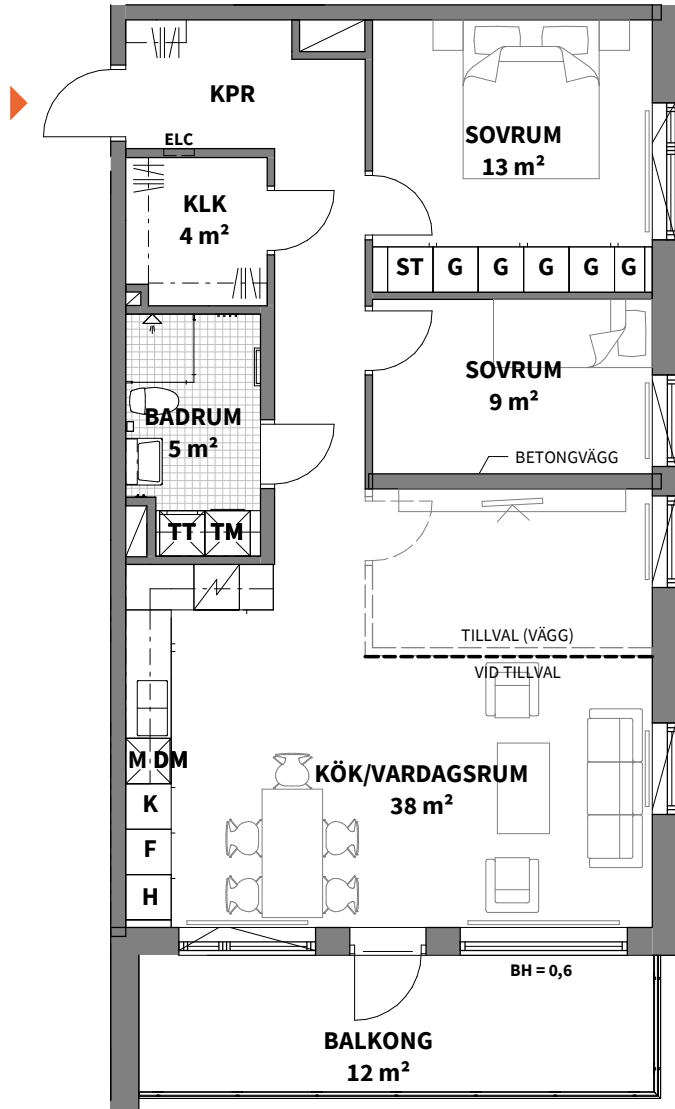 KPR
ELC
SOVRUM
13 m²
KLK
4 m²
ST G G G G G
SOVRUM
9 m²
BADRUM
5 m²
BETONGVÄGG
TT TM
TILLVAL (VÄGG)
VID TILLVAL
M DM
KÖK/VARDAGSRUM
38 m²
K
F
H
BH = 0,6
BALKONG
12 m²